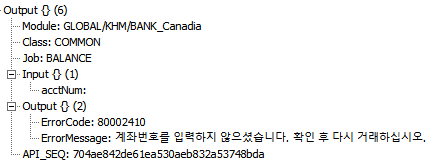 Output {} (6)
Module: GLOBAL/KHM/BANK_Canadia
Class: COMMON
Job: BALANCE
Input {} (1)
acctNum:
Output {} (2)
ErrorCode: 80002410
ErrorMessage: 계좌번호를 입력하지 않으셨습니다. 확인 후 다시 거래하십시오.
API_SEQ: 704ae842de61ea530aeb832a53748bda